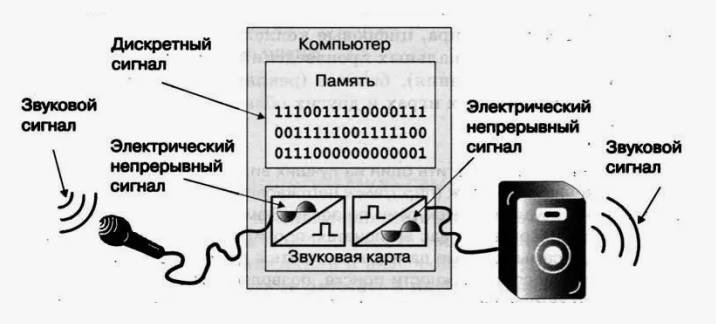 Дискретный
сигнал
Компьютер
Память
1110011110000111
0011111001111100
0111000000000001
Звуковой
сигнал
Электрический
непрерывный
сигнал
Электрический
непрерывный
сигнал
Звуковой
сигнал
Звуковая карта